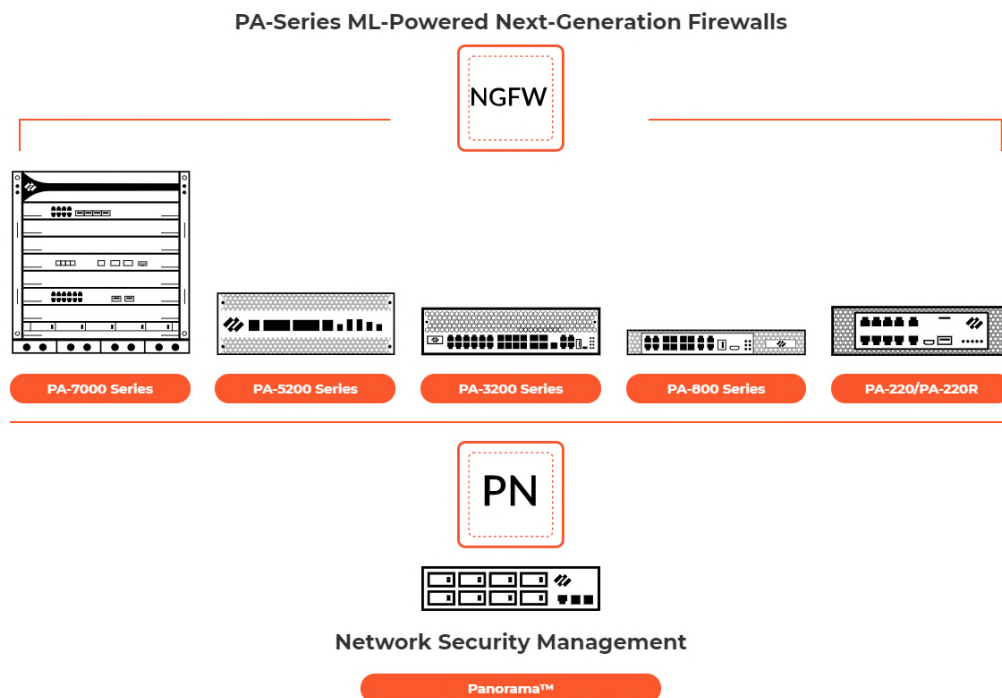 PA-Series ML-Powered Next-Generation Firewalls
NGFW
PA-7000 Series
PA-5200 Series
PA-3200 Series
PA-800 Series
PA-220/PA-220R
PN
Network Security Management
Panorama™